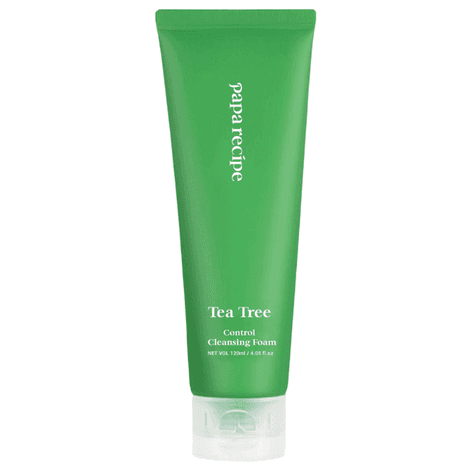 papa recipe
Tea Tree
Control
Cleansing Foam
NET VOL 120ml / 4.05 fl oz